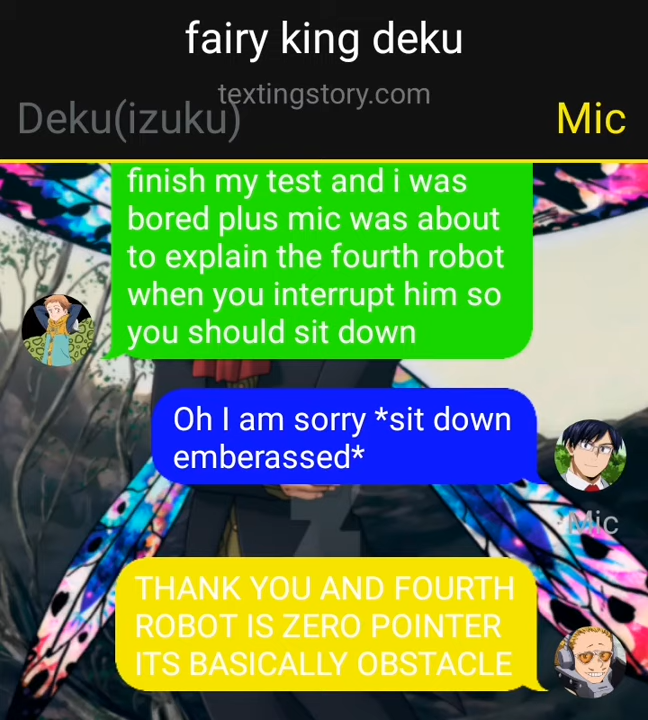 fairy king deku
textingstory.com
Deku(izuku)
Mic
finish my test and i was
bored plus mic was about
to explain the fourth robot
when you interrupt him so
you should sit down
Oh I am sorry *sit down
emberassed*
Mic
THANK YOU AND FOURTH
ROBOT IS ZERO POINTER
ITS BASICALLY OBSTACLE